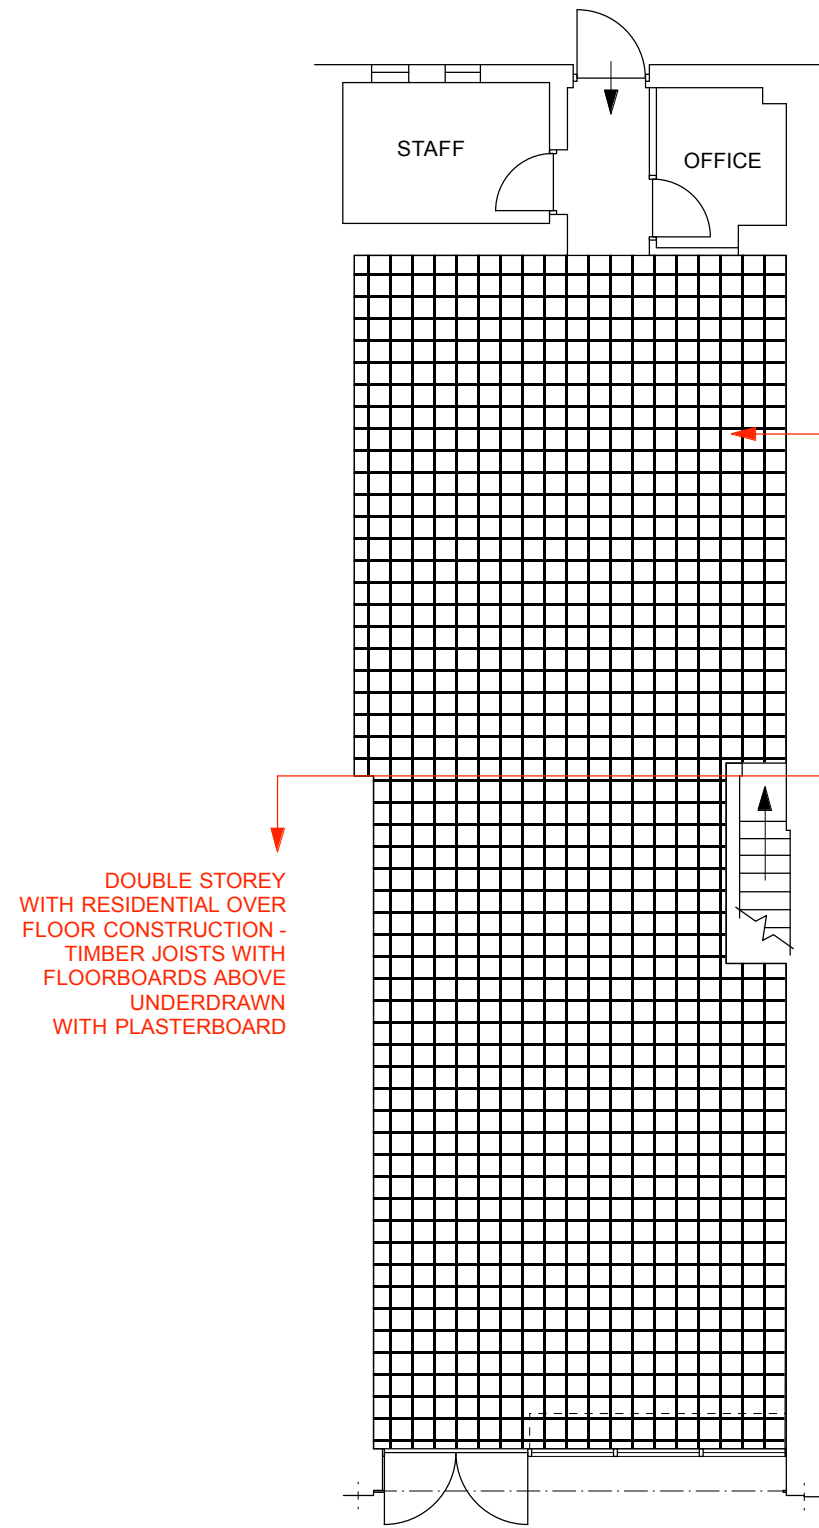 STAFF
OFFICE
DOUBLE STOREY
WITH RESIDENTIAL OVER
FLOOR CONSTRUCTION -
TIMBER JOISTS WITH
FLOORBOARDS ABOVE
UNDERDRAWN
WITH PLASTERBOARD